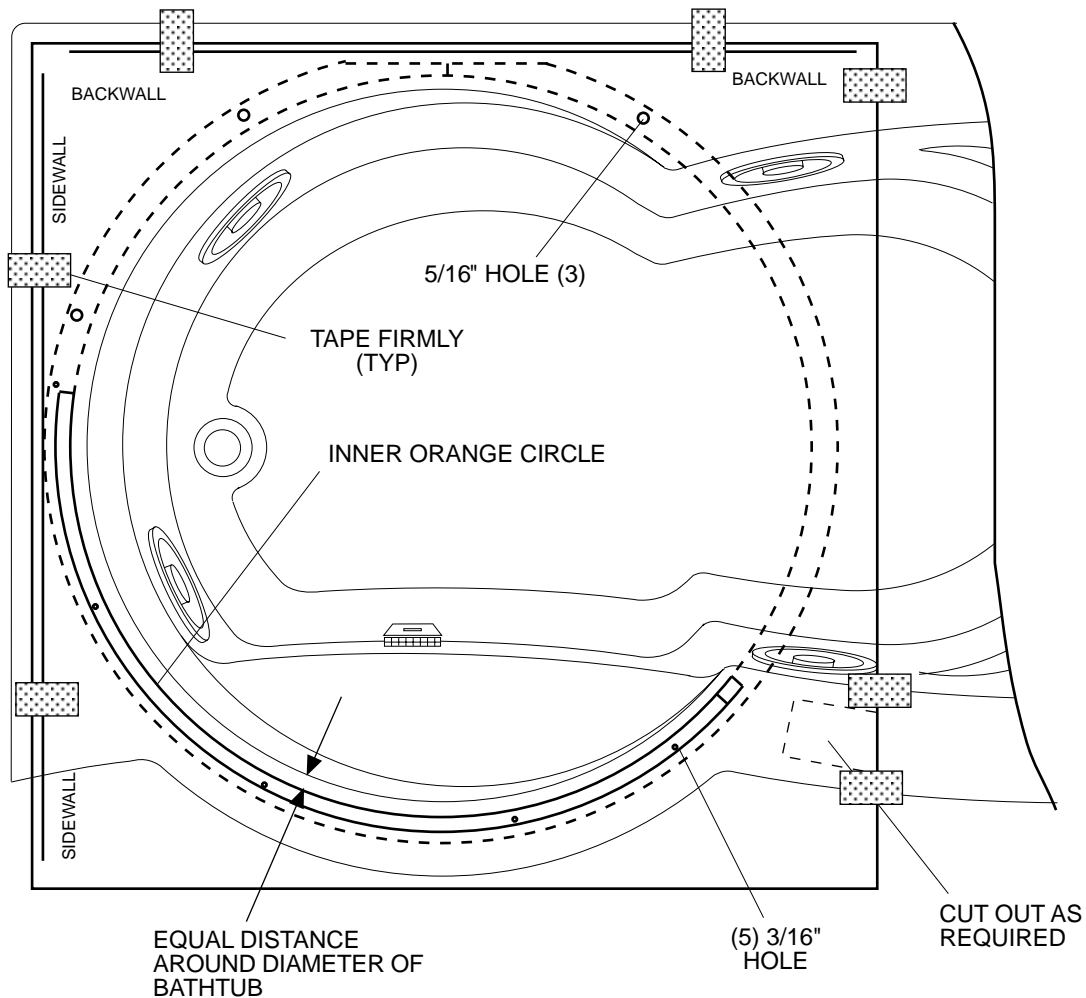 BACKWALL
BACKWALL
SIDEWALL
5/16" HOLE (3)
TAPE FIRMLY
(TYP)
INNER ORANGE CIRCLE
SIDEWALL
EQUAL DISTANCE
AROUND DIAMETER OF
BATHTUB
(5) 3/16"
HOLE
CUT OUT AS
REQUIRED